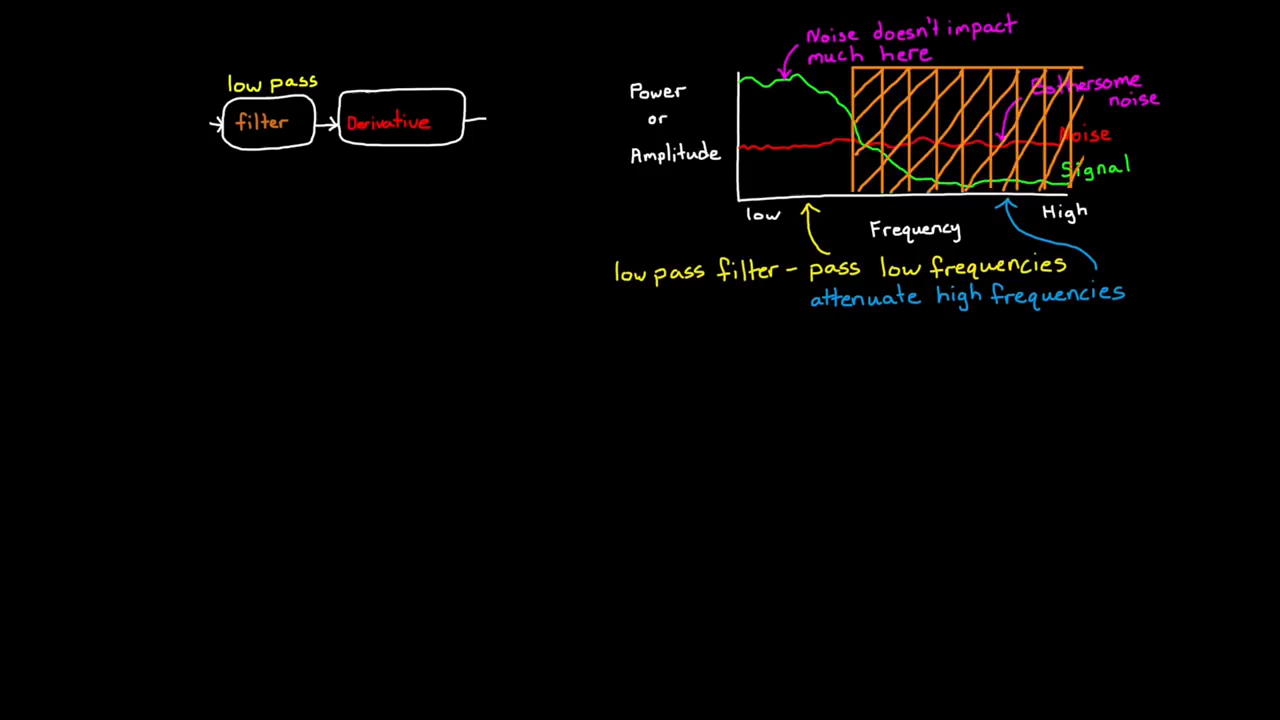 low pass
filter
Derivative
Noise doesn't impact
much here
Power
or
Amplitude
Bothersome
noise
Noise
Signal
low
High
Frequency
low pass filter - pass low frequencies
attenuate high frequencies